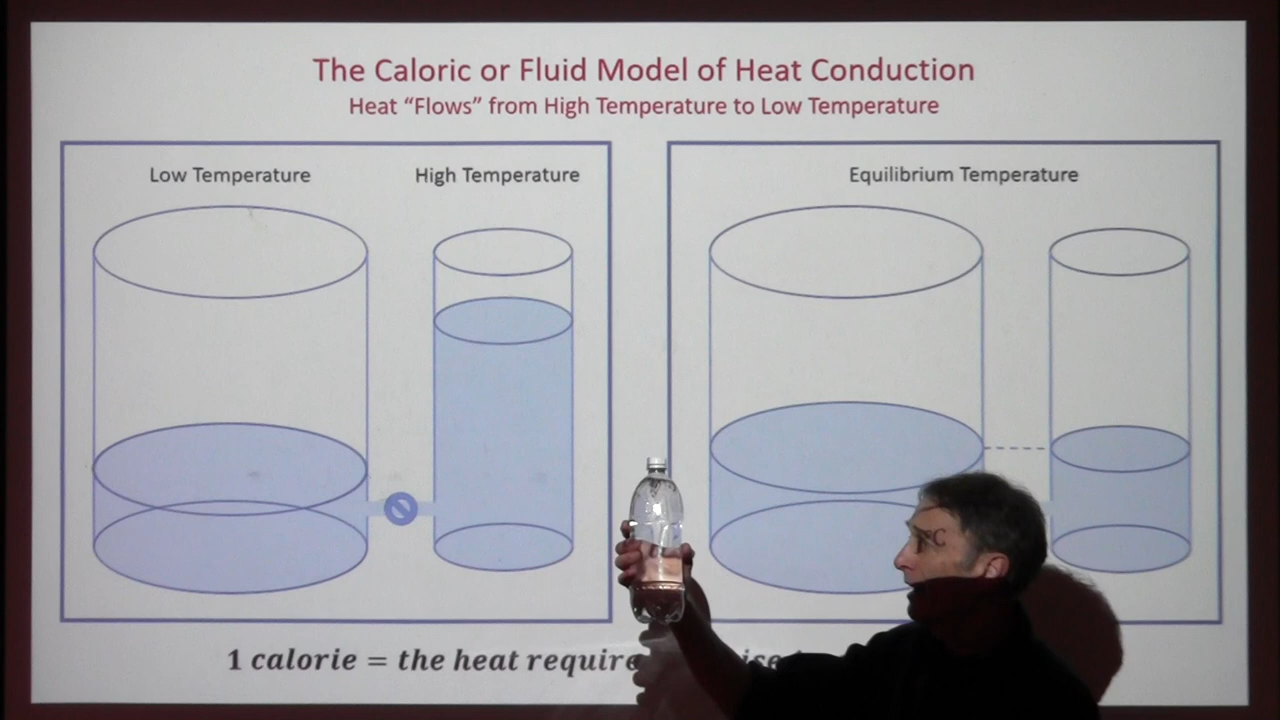 The Caloric or Fluid Model of Heat Conduction
Heat “Flows” from High Temperature to Low Temperature
Low Temperature
High Temperature
Equilibrium Temperature
1 calorie = the heat require
C